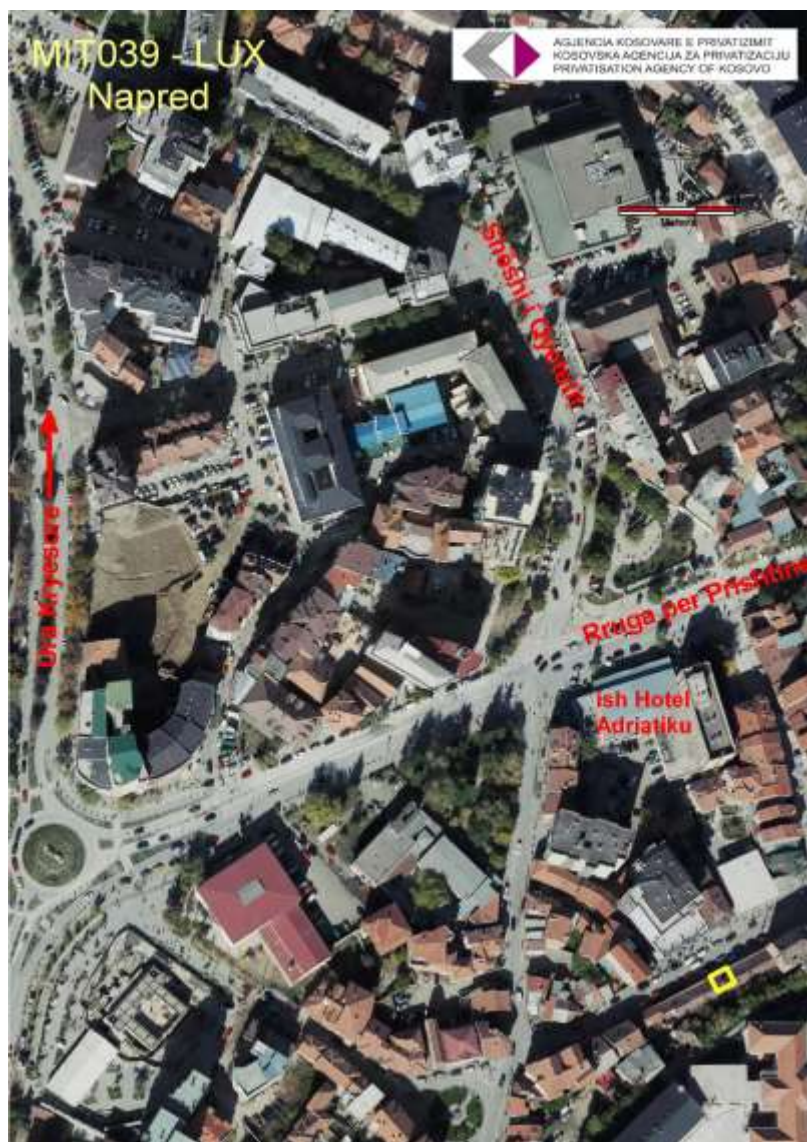 MIT039 - LUX
Napred
AGJENCIA KOSOVARE E PRIVATIZIMIT
KOSOVSKA AGENCIJA ZA PRIVATIZACIJU
PRIVATISATION AGENCY OF KOSOVO
Meters
Sheshi i Qytetit
Ura Kryesore
Rruga per Prishtine
ish Hotel
Adriatiku